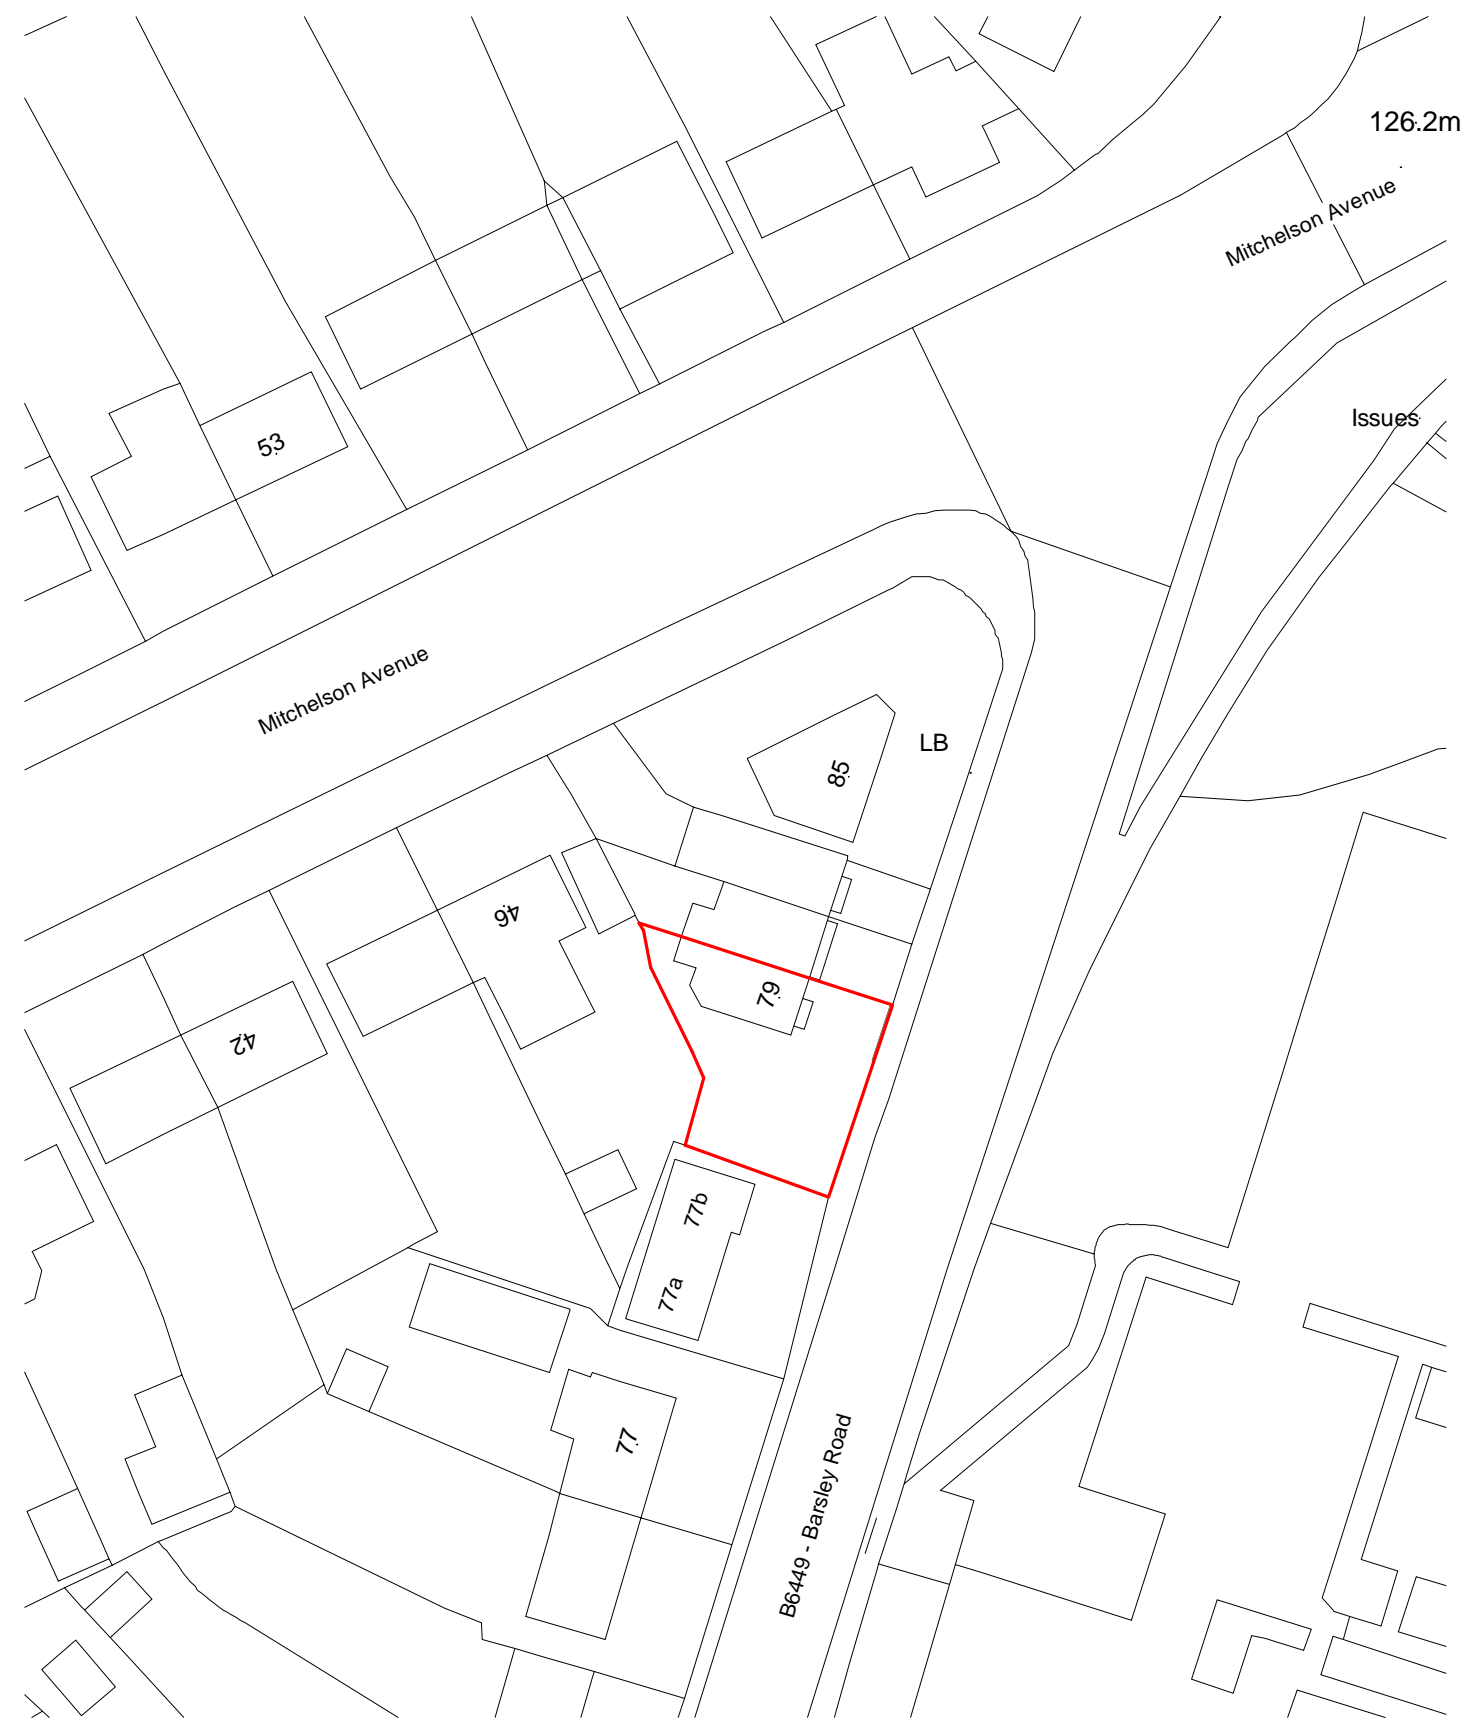 126.2m
Mitchelson Avenue
Issues
53
Mitchelson Avenue
LB
85
46
79
42
77b
77a
77
B6449 - Barsley Road